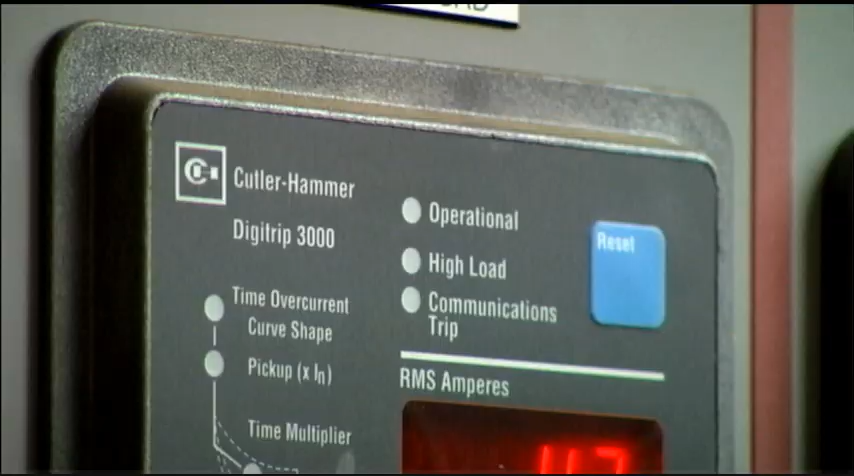 Cutler-Hammer
Digitrip 3000
Operational
High Load
Communications
Trip
Reset
Time Overcurrent
Curve Shape
Pickup (x In)
Time Multiplier
RMS Amperes